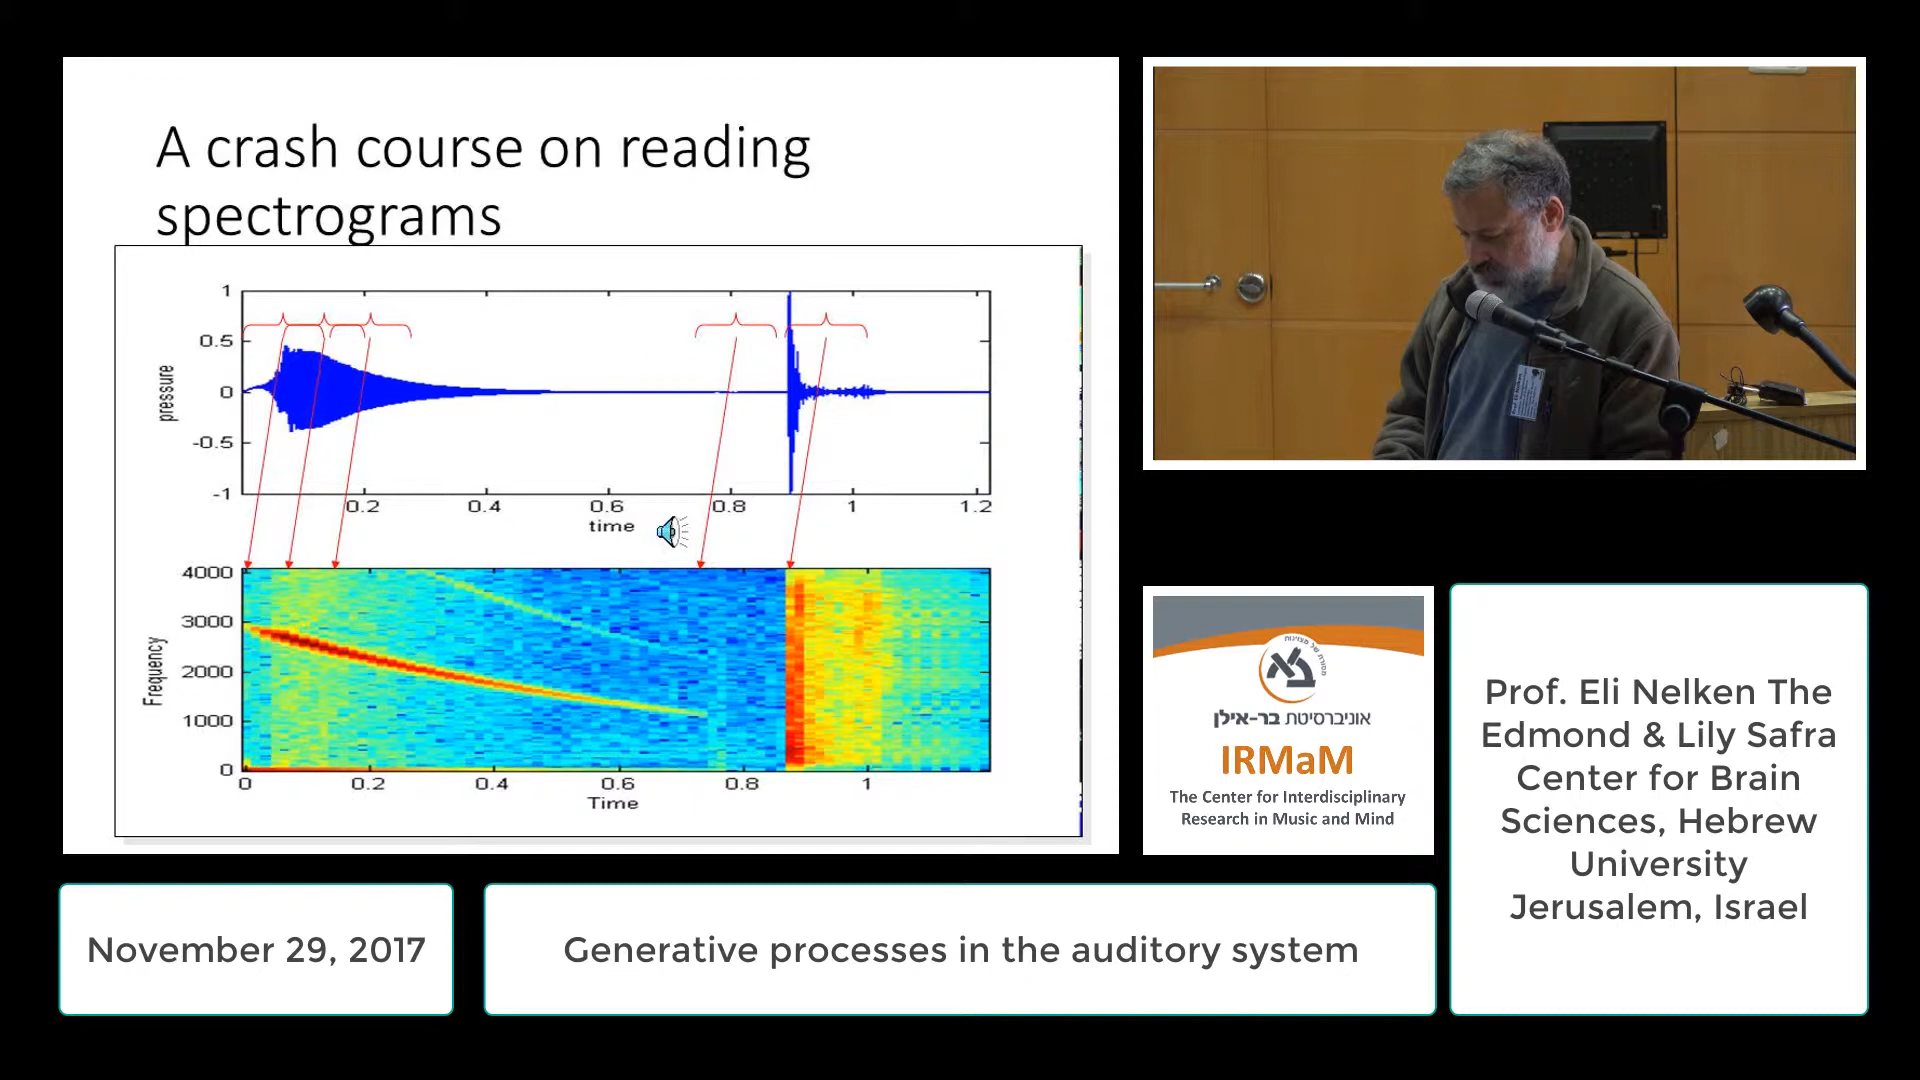 A crash course on reading
spectrograms
1
0.5
0
-0.5
-1
pressure
0.2
0.4
0.6
0.8
1
1.2
time
4000
3000
2000
1000
0
Frequency
0
0.2
0.4
0.6
0.8
1
Time
אוניברסיטת בר-אילן
IRMaM
The Center for Interdisciplinary
Research in Music and Mind
Prof. Eli Nelken The
Edmond & Lily Safra
Center for Brain
Sciences, Hebrew
University
Jerusalem, Israel
November 29, 2017
Generative processes in the auditory system